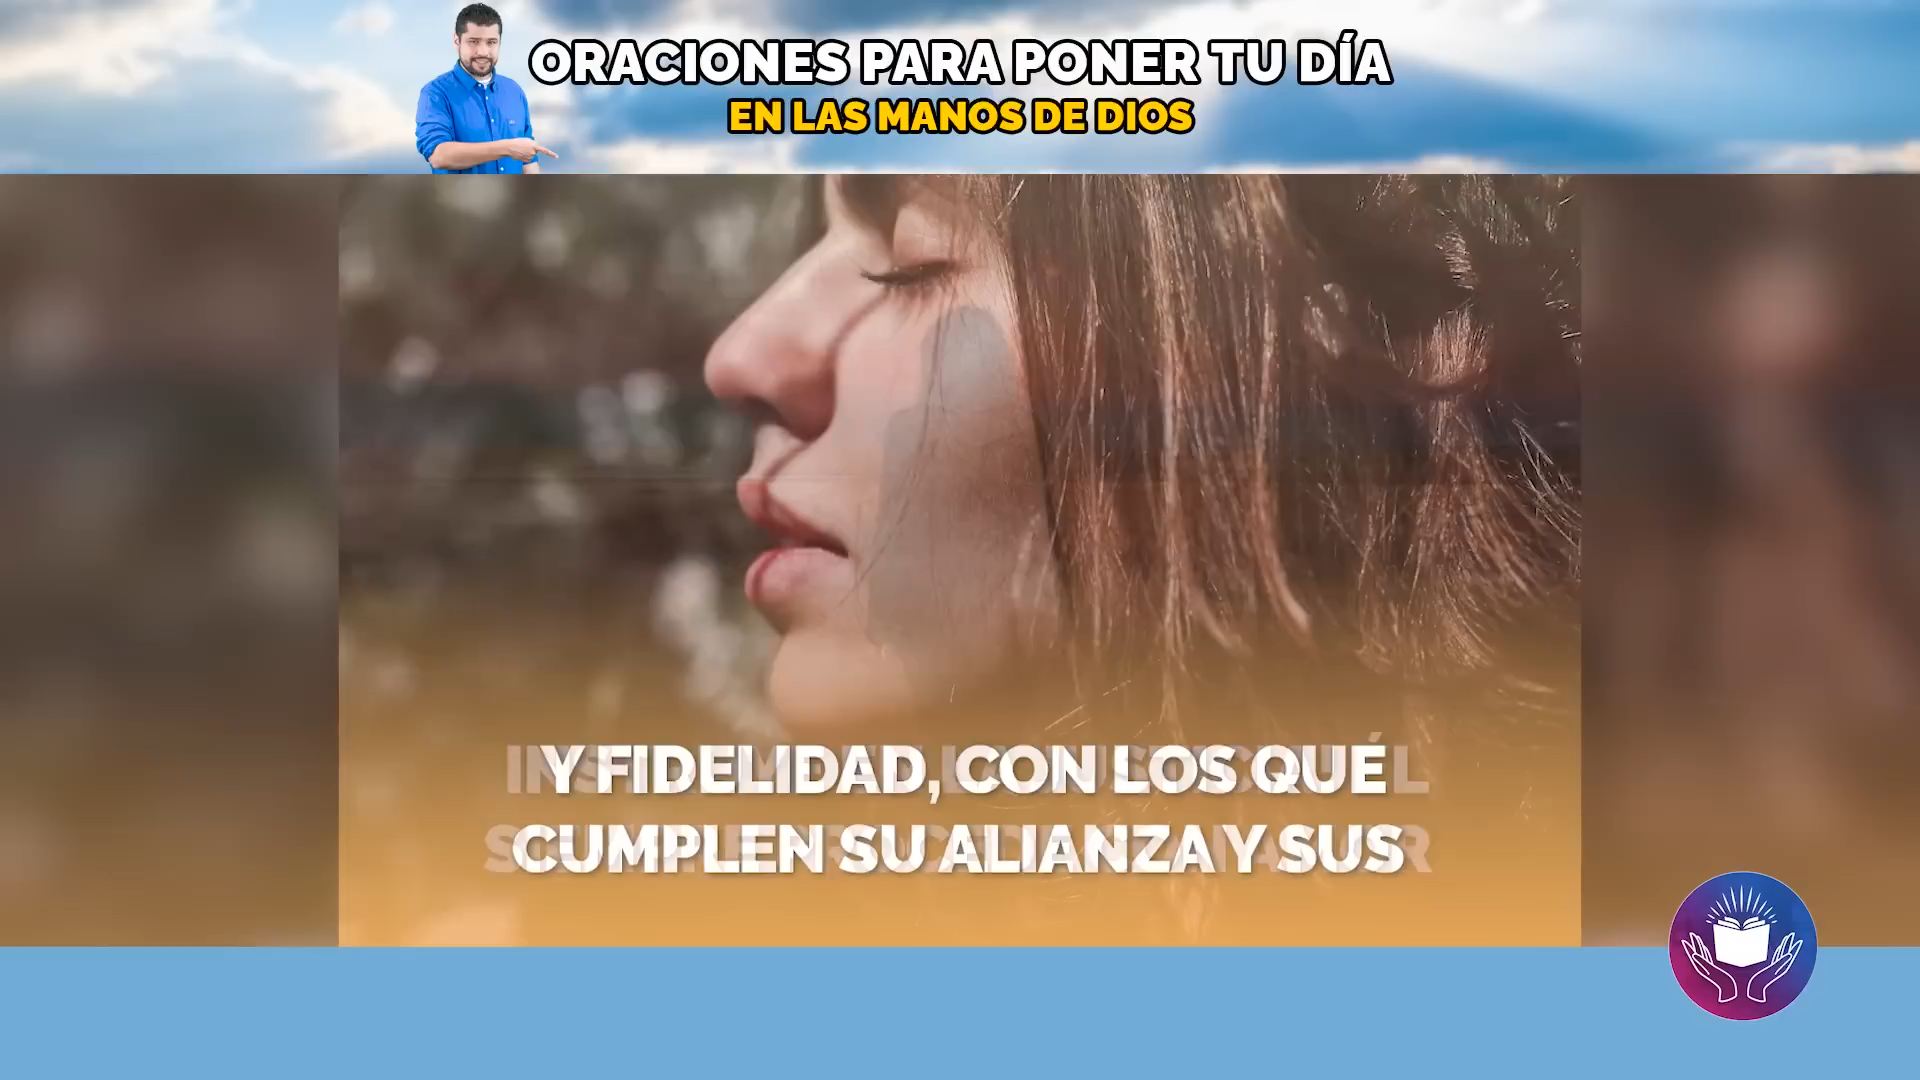 ORACIONES PARA PONER TU DÍA
EN LAS MANOS DE DIOS
Y FIDELIDAD, CON LOS QUÉ
CUMPLEN SU ALIANZA Y SUS